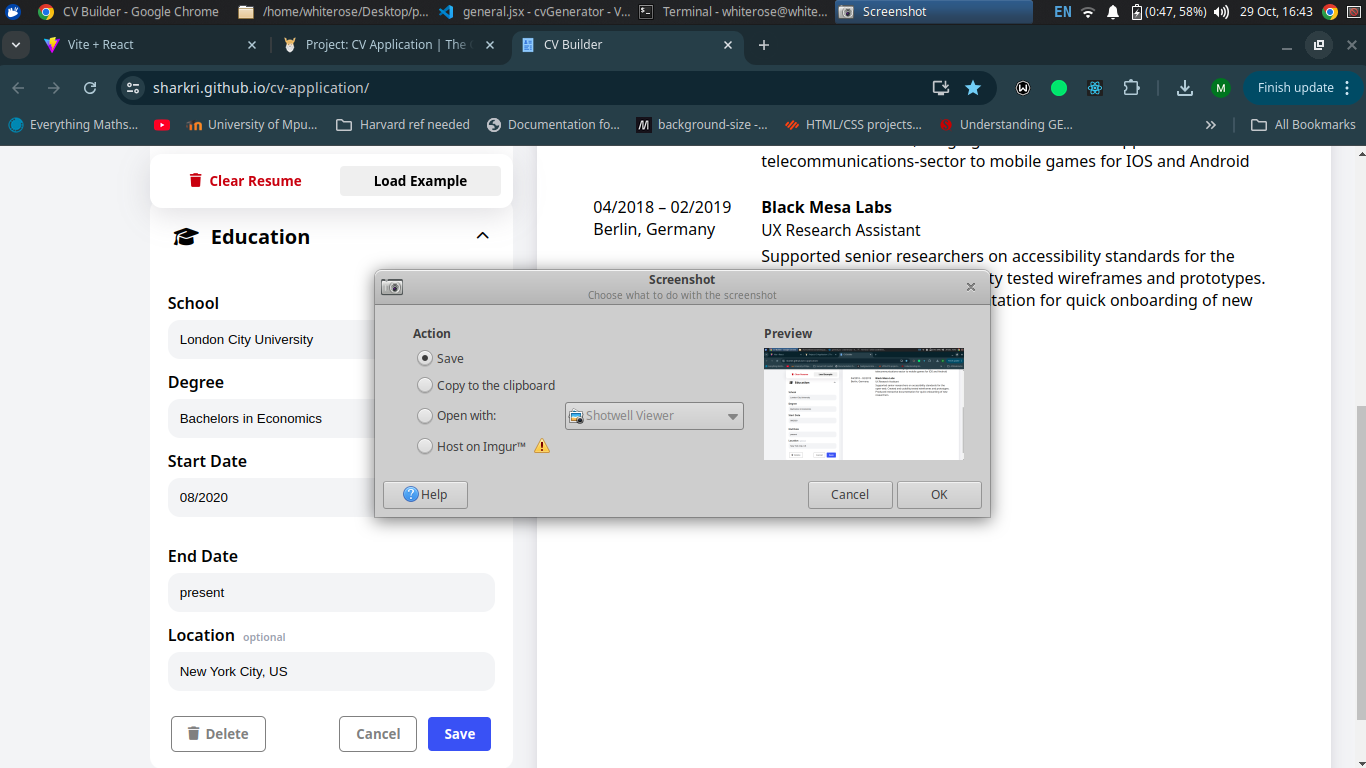 CV Builder - Google Chrome
/home/whiterose/Desktop/p...
general.jsx - cvGenerator - V...
Terminal - whiterose@white...
Screenshot
EN
(0:47, 58%)
29 Oct, 16:43
Vite + React
Project: CV Application | The
CV Builder
sharkri.github.io/cv-application/
M
Finish update
Everything Maths...
University of Mpu...
Harvard ref needed
Documentation fo...
background-size -...
HTML/CSS projects...
Understanding GE...
All Bookmarks
Clear Resume
Load Example
Education
School
London City University
Degree
Bachelors in Economics
Start Date
08/2020
End Date
present
Location optional
New York City, US
Delete
Cancel
Save
telecommunications-sector to mobile games for IOS and Android
04/2018 – 02/2019
Berlin, Germany
Black Mesa Labs
UX Research Assistant
Supported senior researchers on accessibility standards for the
ty tested wireframes and prototypes.
tation for quick onboarding of new
Screenshot
Choose what to do with the screenshot
Action
Save
Copy to the clipboard
Open with:
Shotwell Viewer
Host on Imgur™
Preview
Help
Cancel
OK